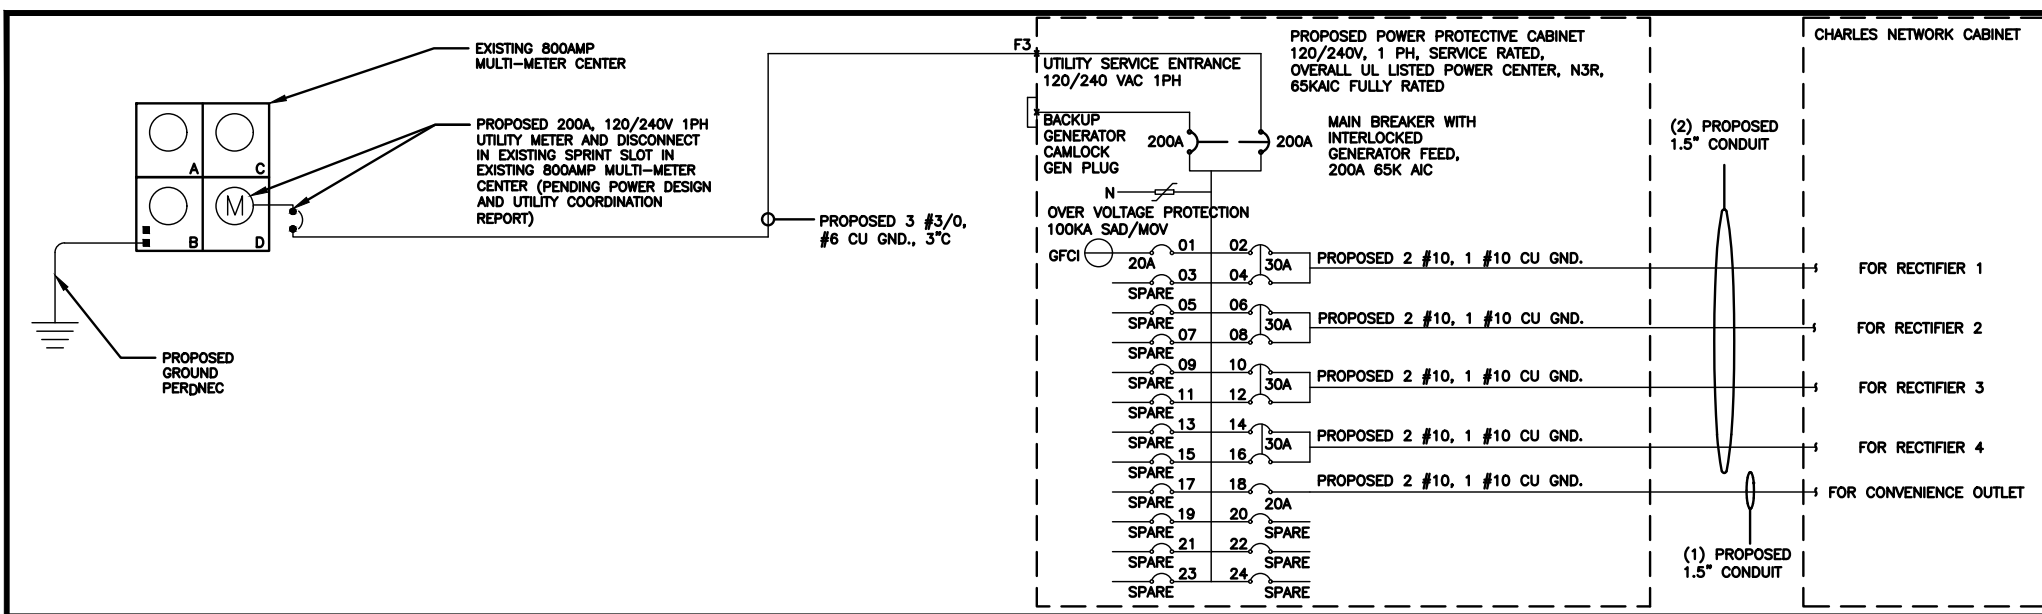 EXISTING 800AMP
MULTI-METER CENTER
A
C
B
M
D
PROPOSED 200A, 120/240V 1PH
UTILITY METER AND DISCONNECT
IN EXISTING SPRINT SLOT IN
EXISTING 800AMP MULTI-METER
CENTER (PENDING POWER DESIGN
AND UTILITY COORDINATION
REPORT)
PROPOSED
GROUND
PERDNEC
PROPOSED 3 #3/0,
#6 CU GND., 3"C
F3
UTILITY SERVICE ENTRANCE
120/240 VAC 1PH
PROPOSED POWER PROTECTIVE CABINET
120/240V, 1 PH, SERVICE RATED,
OVERALL UL LISTED POWER CENTER, N3R,
65KAIC FULLY RATED
BACKUP
GENERATOR
CAMLOCK
GEN PLUG
200A
200A
MAIN BREAKER WITH
INTERLOCKED
GENERATOR FEED,
200A 65K AIC
N
OVER VOLTAGE PROTECTION
100KA SAD/MOV
GFCI
20A
01 02
30A
PROPOSED 2 #10, 1 #10 CU GND.
03 04
SPARE
05 06
SPARE
30A
PROPOSED 2 #10, 1 #10 CU GND.
07 08
SPARE
09 10
SPARE
30A
PROPOSED 2 #10, 1 #10 CU GND.
11 12
SPARE
13 14
SPARE
30A
PROPOSED 2 #10, 1 #10 CU GND.
15 16
SPARE
17 18
SPARE
20A
PROPOSED 2 #10, 1 #10 CU GND.
19 20
SPARE SPARE
21 22
SPARE SPARE
23 24
SPARE SPARE
(2) PROPOSED
1.5" CONDUIT
(1) PROPOSED
1.5" CONDUIT
CHARLES NETWORK CABINET
FOR RECTIFIER 1
FOR RECTIFIER 2
FOR RECTIFIER 3
FOR RECTIFIER 4
FOR CONVENIENCE OUTLET